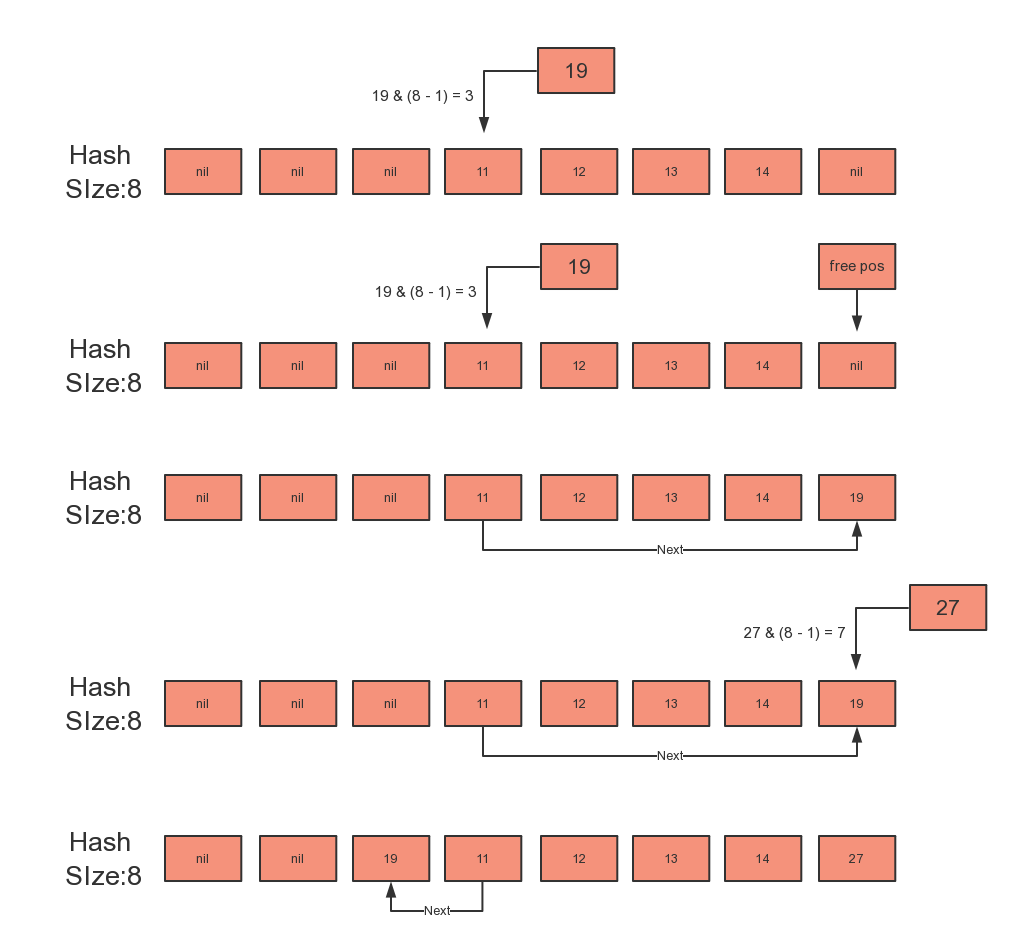 19
19 & (8 - 1) = 3
Hash
SIze:8
nil nil nil 11 12 13 14 nil
19
free pos
19 & (8 - 1) = 3
Hash
SIze:8
nil nil nil 11 12 13 14 nil
Hash
SIze:8
nil nil nil 11 12 13 14 19
Next
27
27 & (8 - 1) = 7
Hash
SIze:8
nil nil nil 11 12 13 14 19
Next
Hash
SIze:8
nil nil 19 11 12 13 14 27
Next